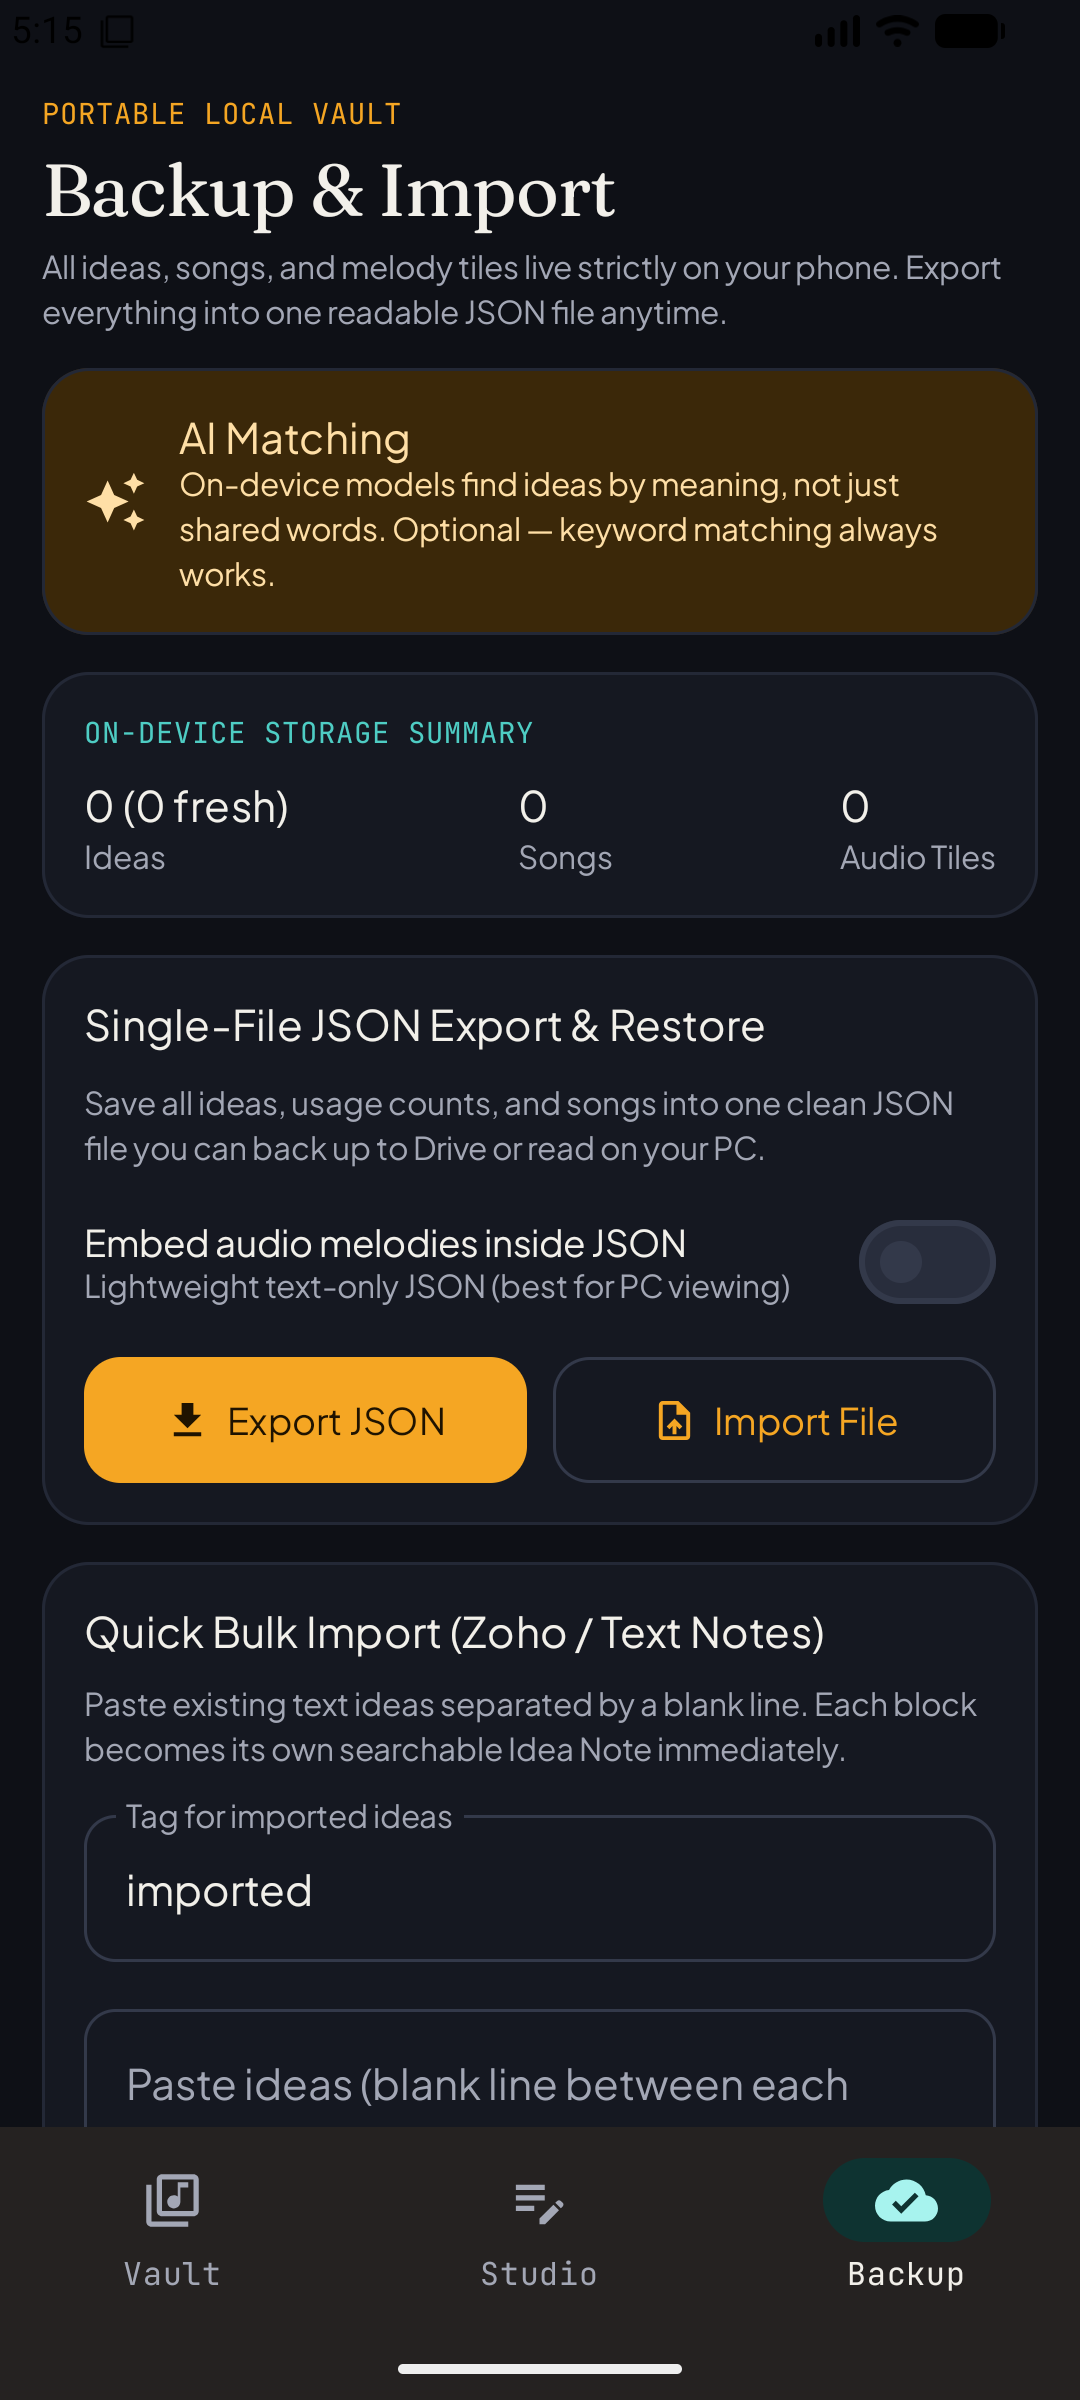 5:15
PORTABLE LOCAL VAULT
Backup & Import
All ideas, songs, and melody tiles live strictly on your phone. Export
everything into one readable JSON file anytime.
AI Matching
On-device models find ideas by meaning, not just
shared words. Optional — keyword matching always
works.
ON-DEVICE STORAGE SUMMARY
0 (0 fresh) 0 0
Ideas Songs Audio Tiles
Single-File JSON Export & Restore
Save all ideas, usage counts, and songs into one clean JSON
file you can back up to Drive or read on your PC.
Embed audio melodies inside JSON
Lightweight text-only JSON (best for PC viewing)
Export JSON Import File
Quick Bulk Import (Zoho / Text Notes)
Paste existing text ideas separated by a blank line. Each block
becomes its own searchable Idea Note immediately.
Tag for imported ideas
imported
Paste ideas (blank line between each
Vault Studio Backup